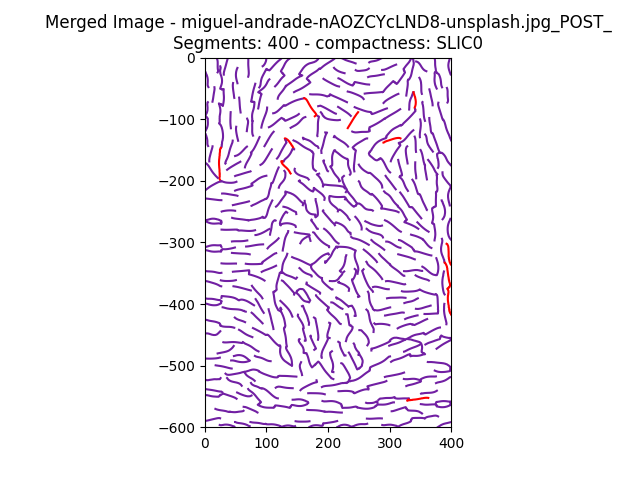 Merged Image - miguel-andrade-nAOZCYcLND8-unsplash.jpg_POST_
Segments: 400 - compactness: SLIC0
0
−100
−200
−300
−400
−500
−600
0 100 200 300 400